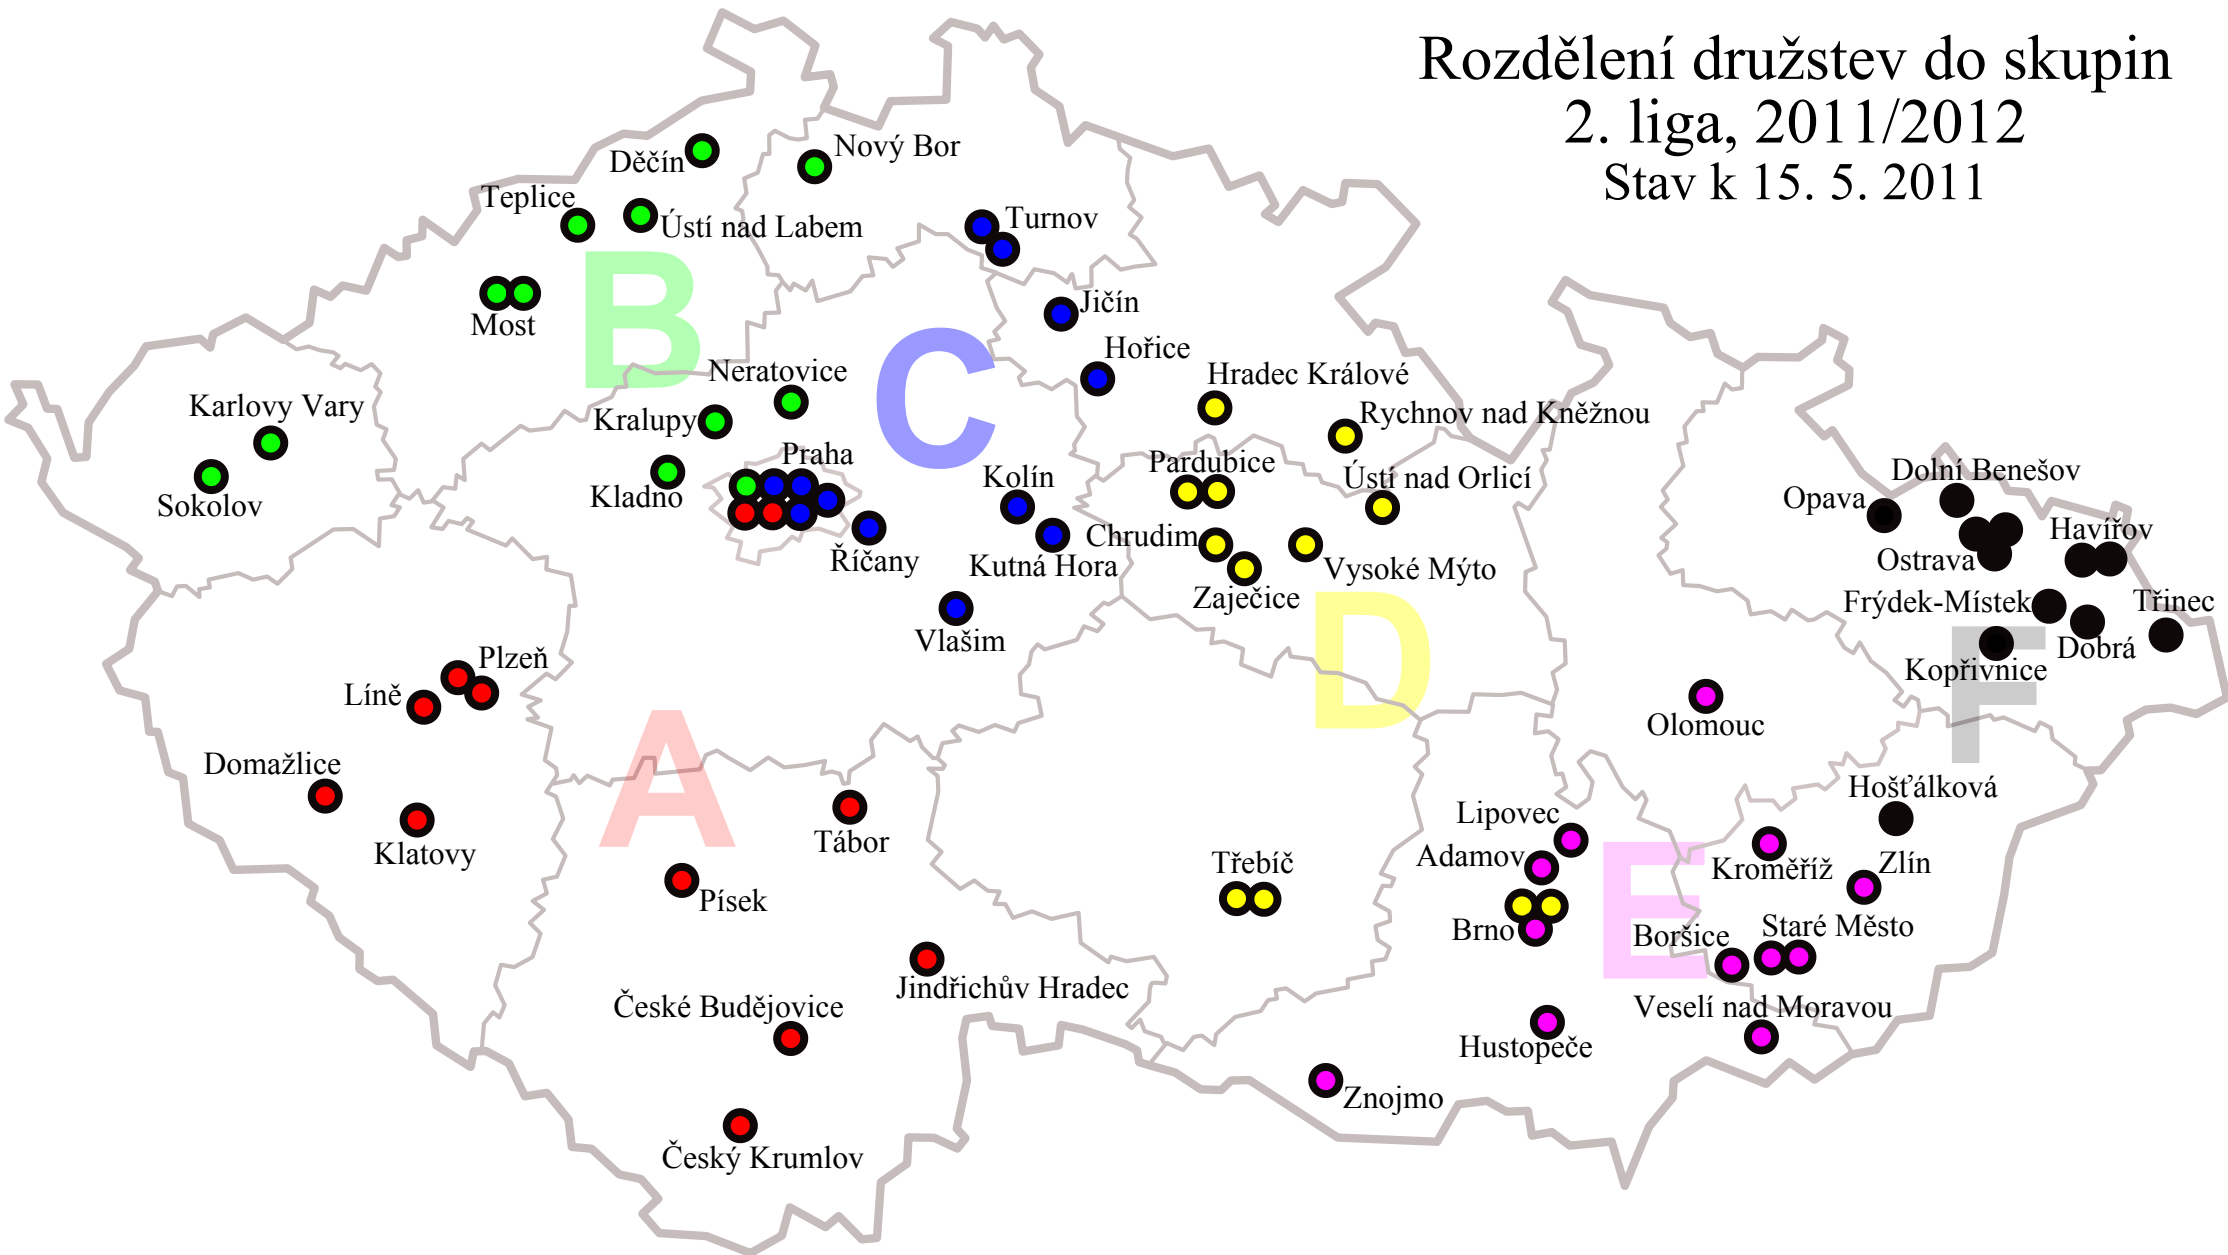 Rozdělení družstev do skupin
2. liga, 2011/2012
Stav k 15. 5. 2011
Děčín
Nový Bor
Teplice
Ústí nad Labem
Turnov
B
Most
Jičín
C
Neratovice
Hořice
Hradec Králové
Karlovy Vary
Kralupy
Rychnov nad Kněžnou
Praha
Pardubice
Sokolov
Kladno
Kolín
Ústí nad Orlicí
Dolní Benešov
Opava
Říčany
Kutná Hora
Chrudim
Vysoké Mýto
Ostrava
Havířov
Zaječice
Vlašim
D
Frýdek-Místek
Třinec
Dobrá
Kopřivnice
F
Plzeň
Líně
Olomouc
Domažlice
A
Hošťálková
Klatovy
Tábor
Lipovec
Adamov
Třebíč
E
Kroměříž
Zlín
Písek
Brno
Boršice
Staré Město
Jindřichův Hradec
České Budějovice
Veselí nad Moravou
Hustopeče
Znojmo
Český Krumlov